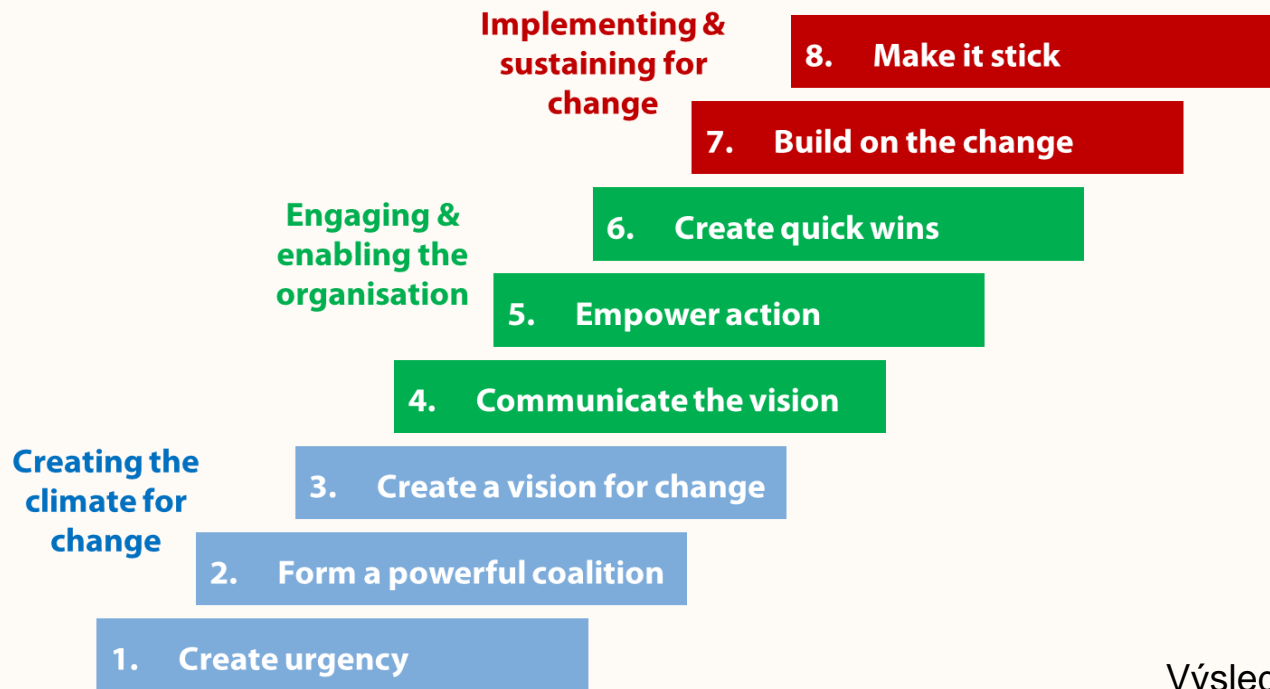 Implementing &
sustaining for
change
8. Make it stick
7. Build on the change
Engaging &
enabling the
organisation
6. Create quick wins
5. Empower action
4. Communicate the vision
Creating the
climate for
change
3. Create a vision for change
2. Form a powerful coalition
1. Create urgency